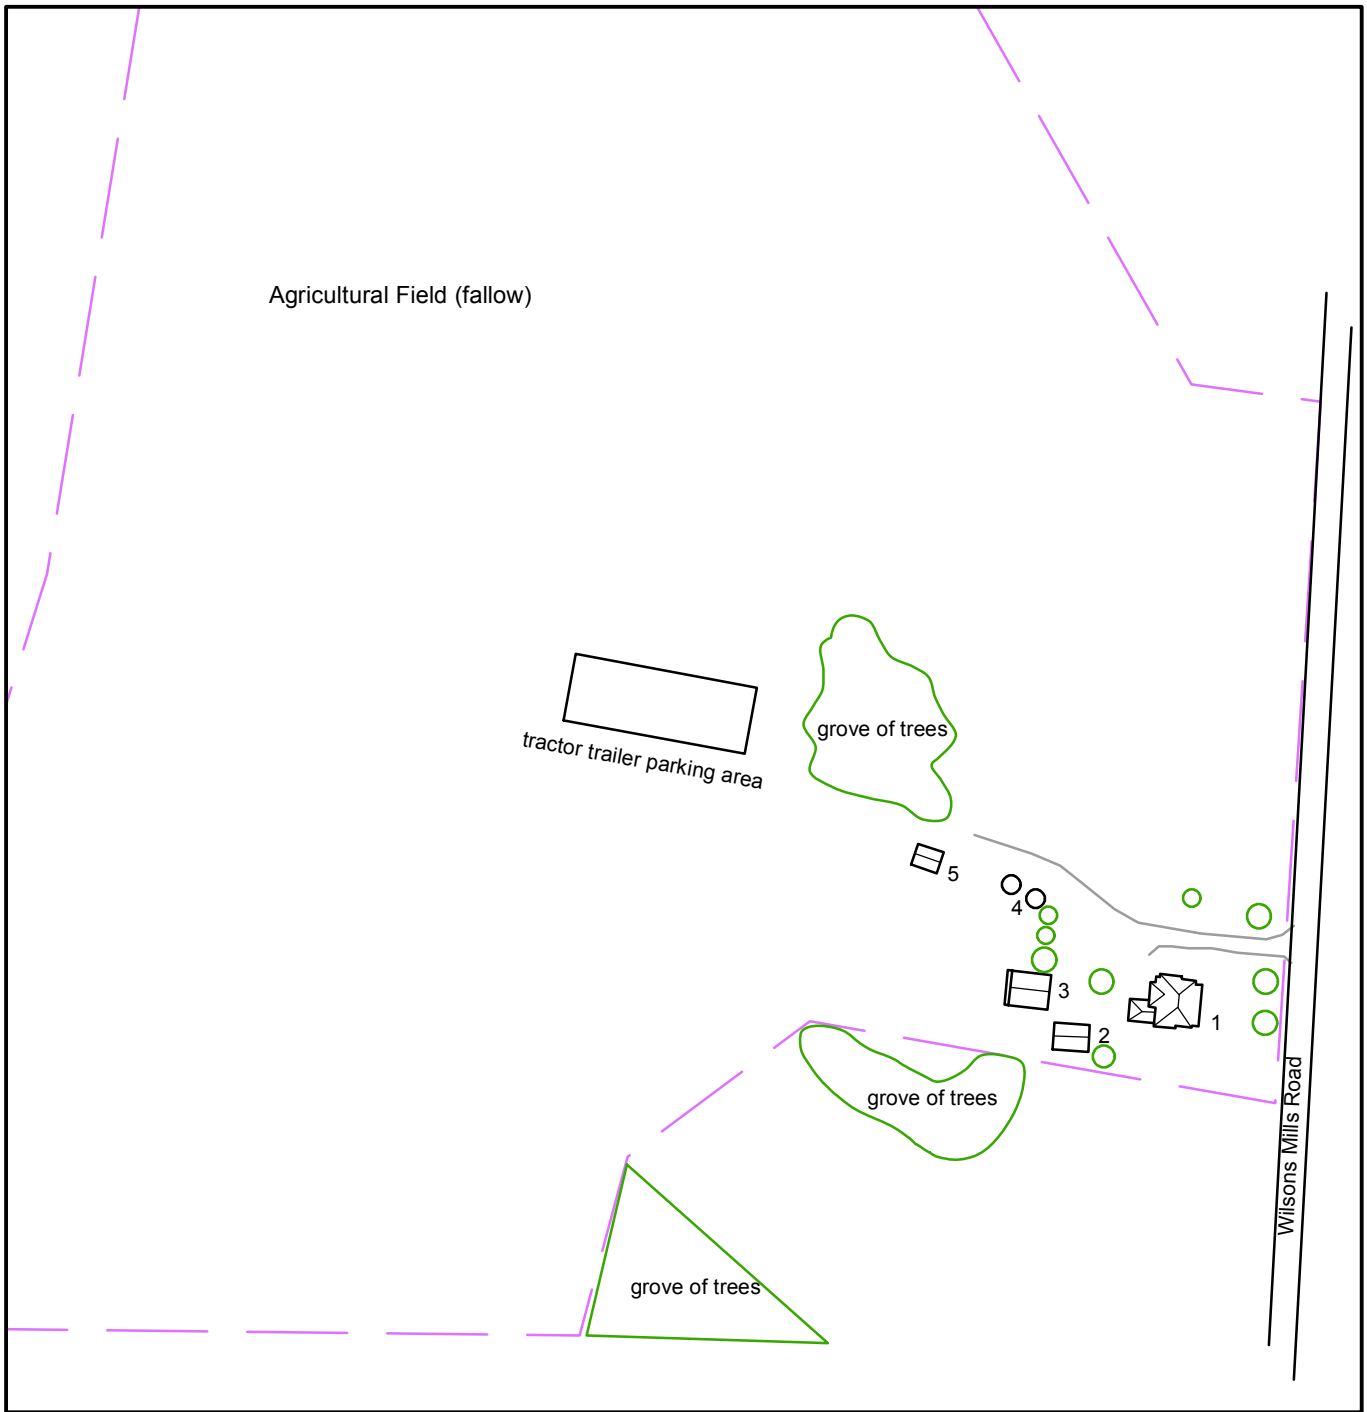 Agricultural Field (fallow)
grove of trees
tractor trailer parking area
5
4
3
1
2
grove of trees
Wilsons Mills Road
grove of trees